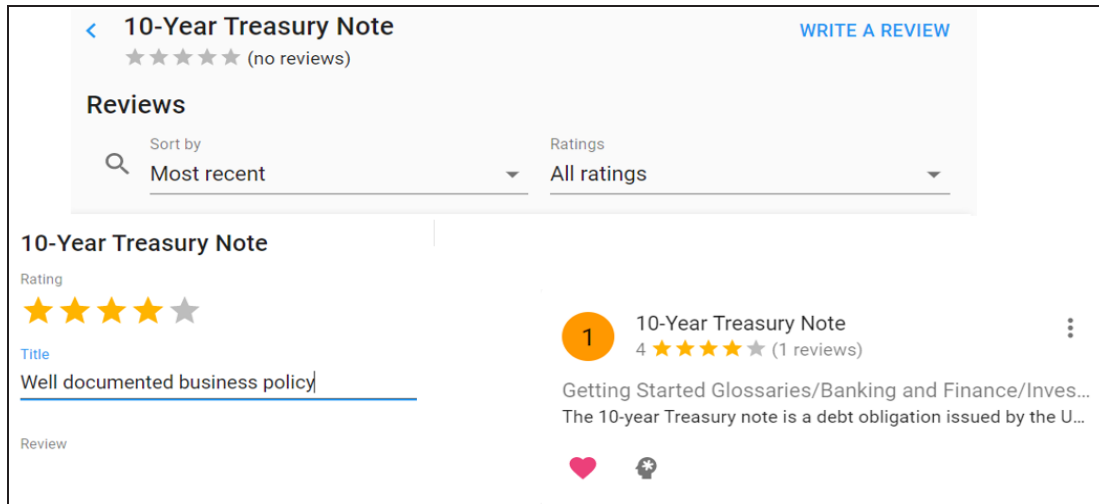 10-Year Treasury Note
WRITE A REVIEW
(no reviews)
Reviews
Sort by
Ratings
Most recent
All ratings
10-Year Treasury Note
Rating
Title
Well documented business policy
Review
1
10-Year Treasury Note
4 (1 reviews)
Getting Started Glossaries/Banking and Finance/Inves...
The 10-year Treasury note is a debt obligation issued by the U...